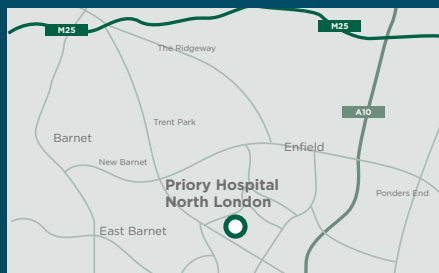 M25
M25
The Ridgeway
A10
Trent Park
Barnet
Enfield
New Barnet
Priory Hospital
North London
Ponders End
East Barnet